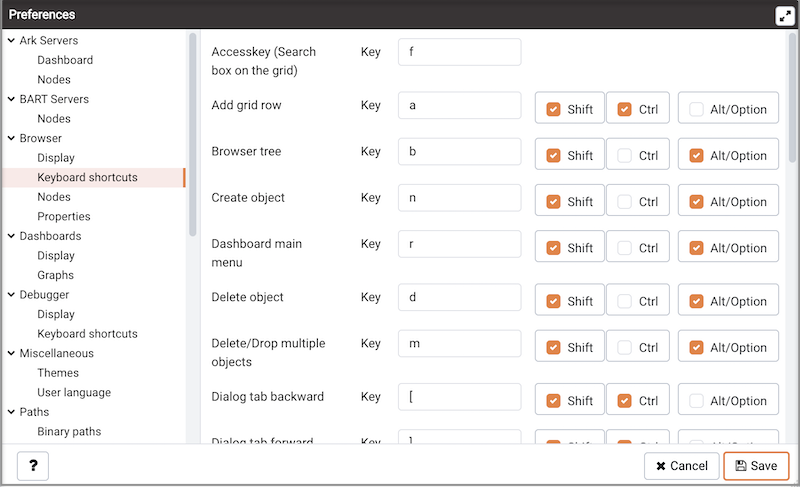 Preferences
Ark Servers
Dashboard
Nodes
BART Servers
Nodes
Browser
Display
Keyboard shortcuts
Nodes
Properties
Dashboards
Display
Graphs
Debugger
Display
Keyboard shortcuts
Miscellaneous
Themes
User language
Paths
Binary paths
Accesskey (Search
box on the grid)
Key
f
Add grid row
Key
a
Shift
Ctrl
Alt/Option
Browser tree
Key
b
Shift
Ctrl
Alt/Option
Create object
Key
n
Shift
Ctrl
Alt/Option
Dashboard main
menu
Key
r
Shift
Ctrl
Alt/Option
Delete object
Key
d
Shift
Ctrl
Alt/Option
Delete/Drop multiple
objects
Key
m
Shift
Ctrl
Alt/Option
Dialog tab backward
Key
[
Shift
Ctrl
Alt/Option
Dialog tab forward
Key
]
?
Cancel
Save